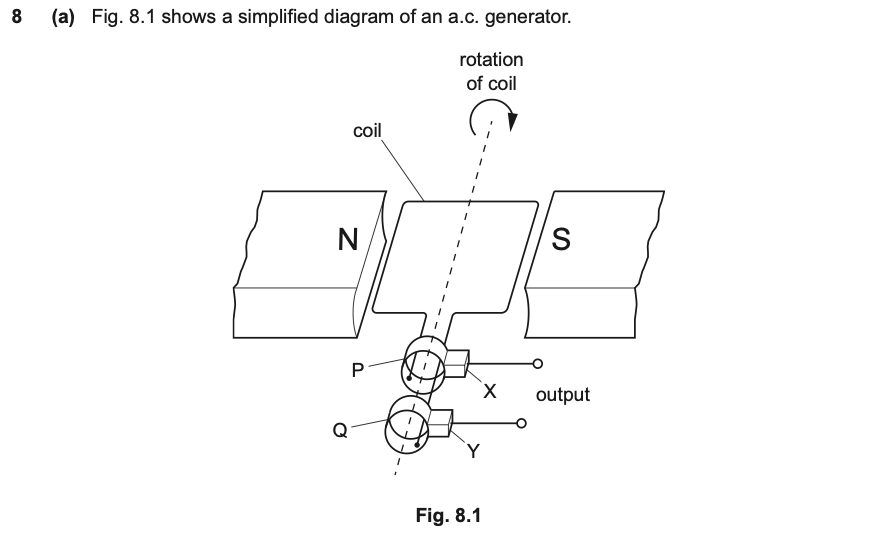 8 (a) Fig. 8.1 shows a simplified diagram of an a.c. generator.
rotation
of coil
coil
N
S
P
X
output
Q
Y
Fig. 8.1